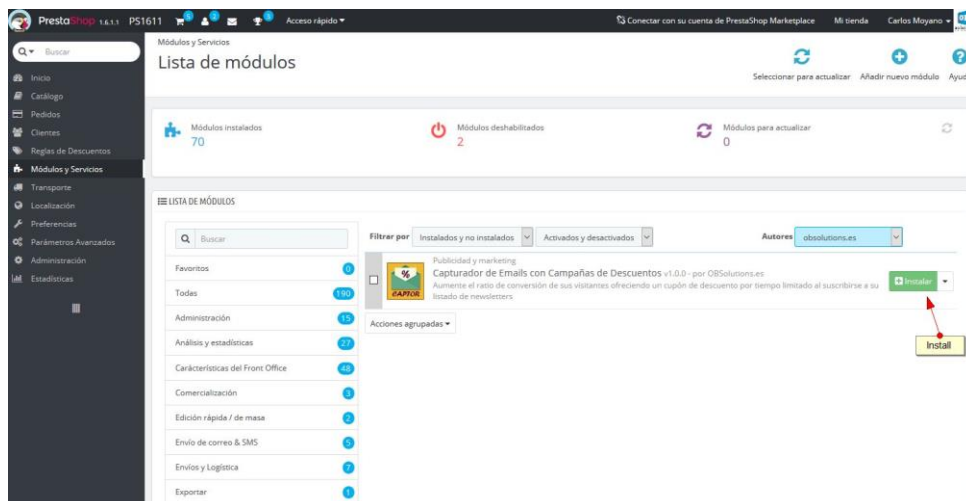 PrestaShop 1.6.1.1 PS1611 Acceso rápido Conectar con su cuenta de PrestaShop Marketplace Mi tienda Carlos Moyano
Buscar
Inicio
Catálogo
Pedidos
Clientes
Reglas de Descuentos
Módulos y Servicios
Transporte
Localización
Preferencias
Parámetros Avanzados
Administración
Estadísticas
Módulos y Servicios
Lista de módulos
Seleccionar para actualizar Añadir nuevo módulo Ayu
Módulos instalados
70
Módulos deshabilitados
2
Módulos para actualizar
0
LISTA DE MÓDULOS
Buscar
Favoritos 0
Todas 190
Administración 15
Análisis y estadísticas 27
Carácterísticas del Front Office 48
Comercialización 3
Edición rápida / de masa 2
Envío de correo & SMS 5
Envíos y Logística 7
Exportar 1
Filtrar por Instalados y no instalados Activados y desactivados Autores obsolutions.es
CAPTOR
Publicidad y marketing
Capturador de Emails con Campañas de Descuentos v1.0.0 - por OBSolutions.es
Aumente el ratio de conversión de sus visitantes ofreciendo un cupón de descuento por tiempo limitado al suscribirse a su
listado de newsletters
Instalar
Acciones agrupadas
Install